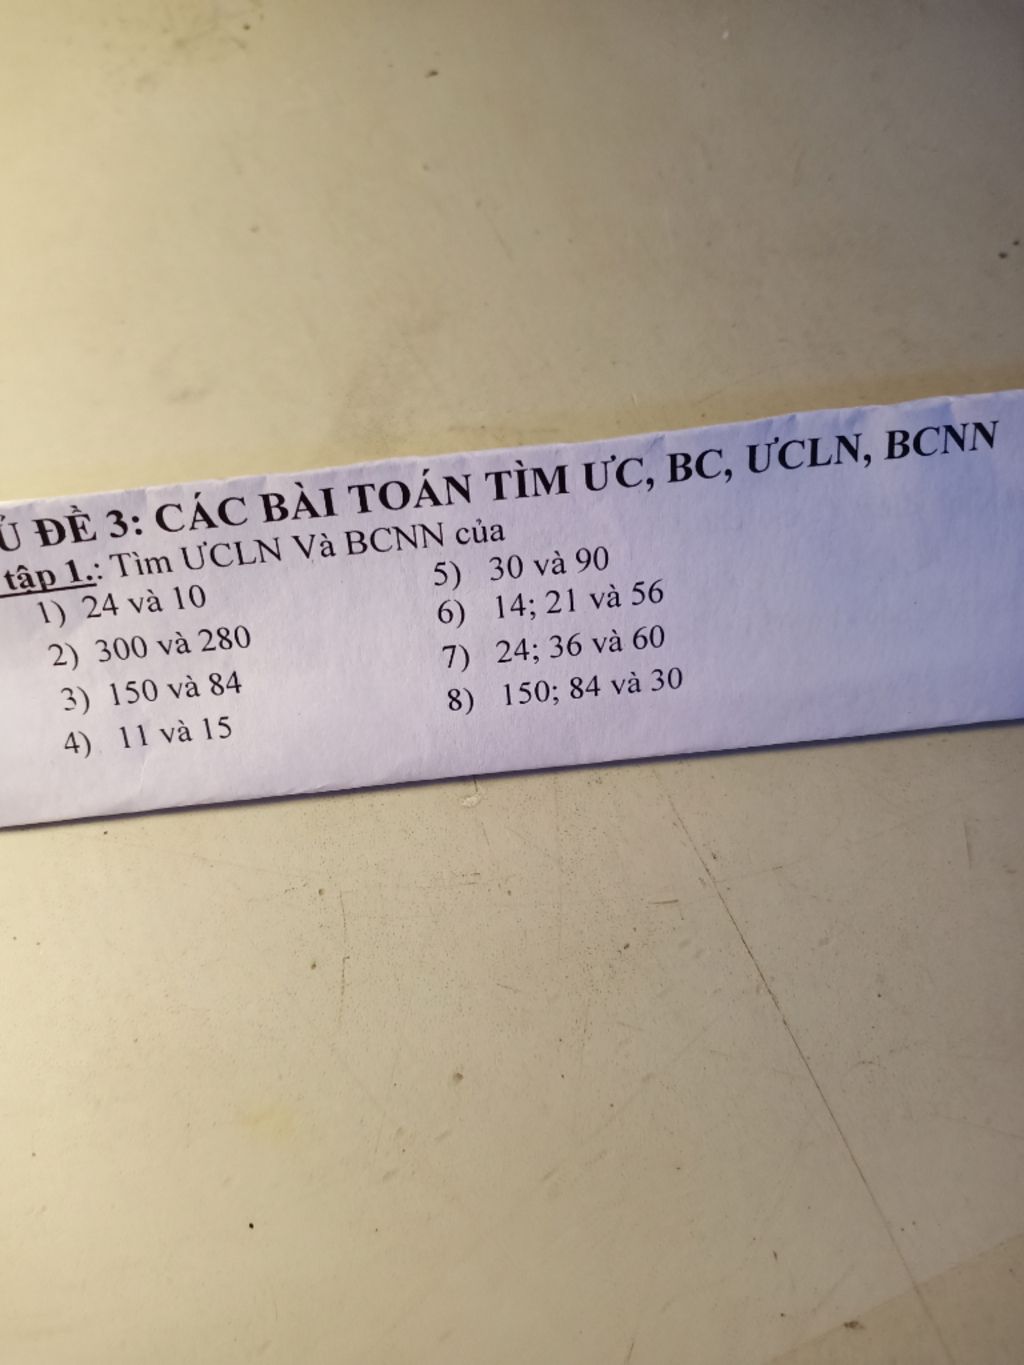 Ủ ĐỀ 3: CÁC BÀI TOÁN TÌM ƯC, BC, ƯCLN, BCNN
tập 1.: Tìm ƯCLN Và BCNN của
1) 24 và 10
2) 300 và 280
3) 150 và 84
4) 11 và 15
5) 30 và 90
6) 14; 21 và 56
7) 24; 36 và 60
8) 150; 84 và 30